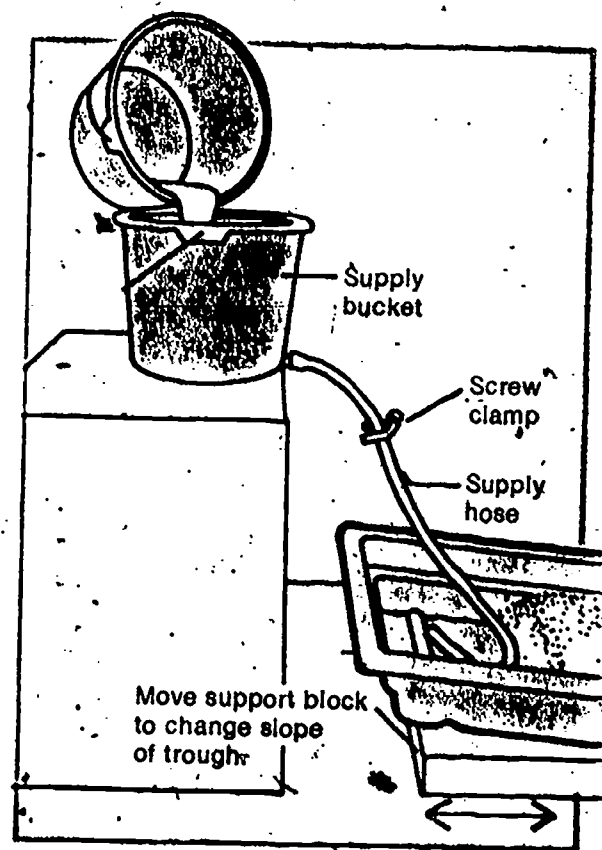 Supply
bucket
Screw
clamp
Supply
hose
Move support block
to change slope
of trough